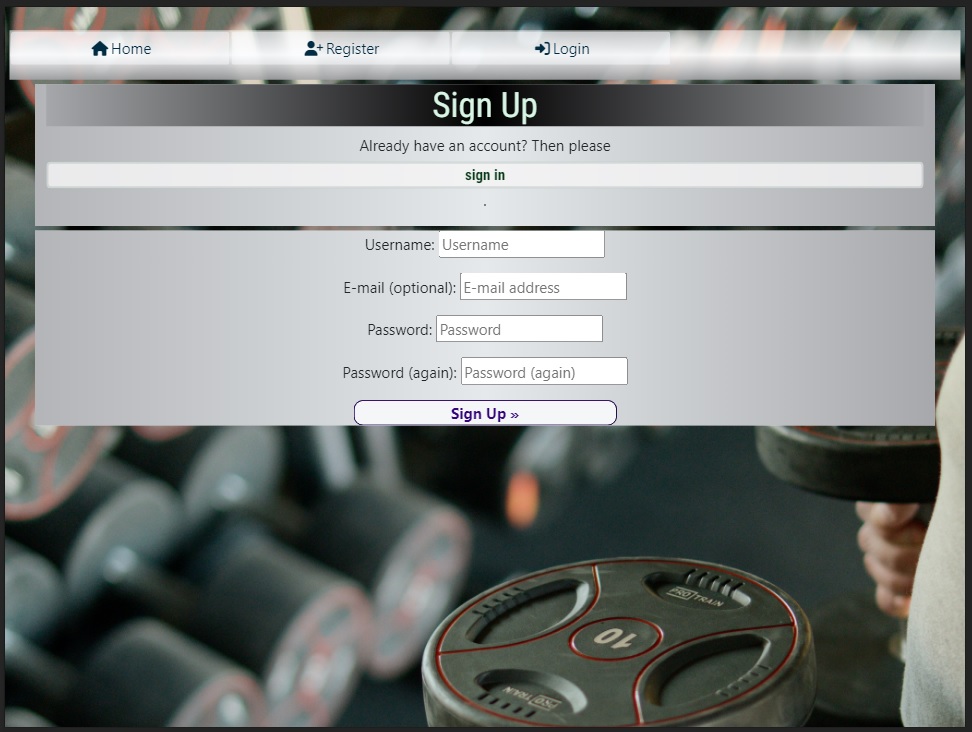 Home Register Login
Sign Up
Already have an account? Then please
sign in
.
Username: Username
E-mail (optional): E-mail address
Password: Password
Password (again): Password (again)
Sign Up »
PRO TRAIN
10
PRO TRAIN